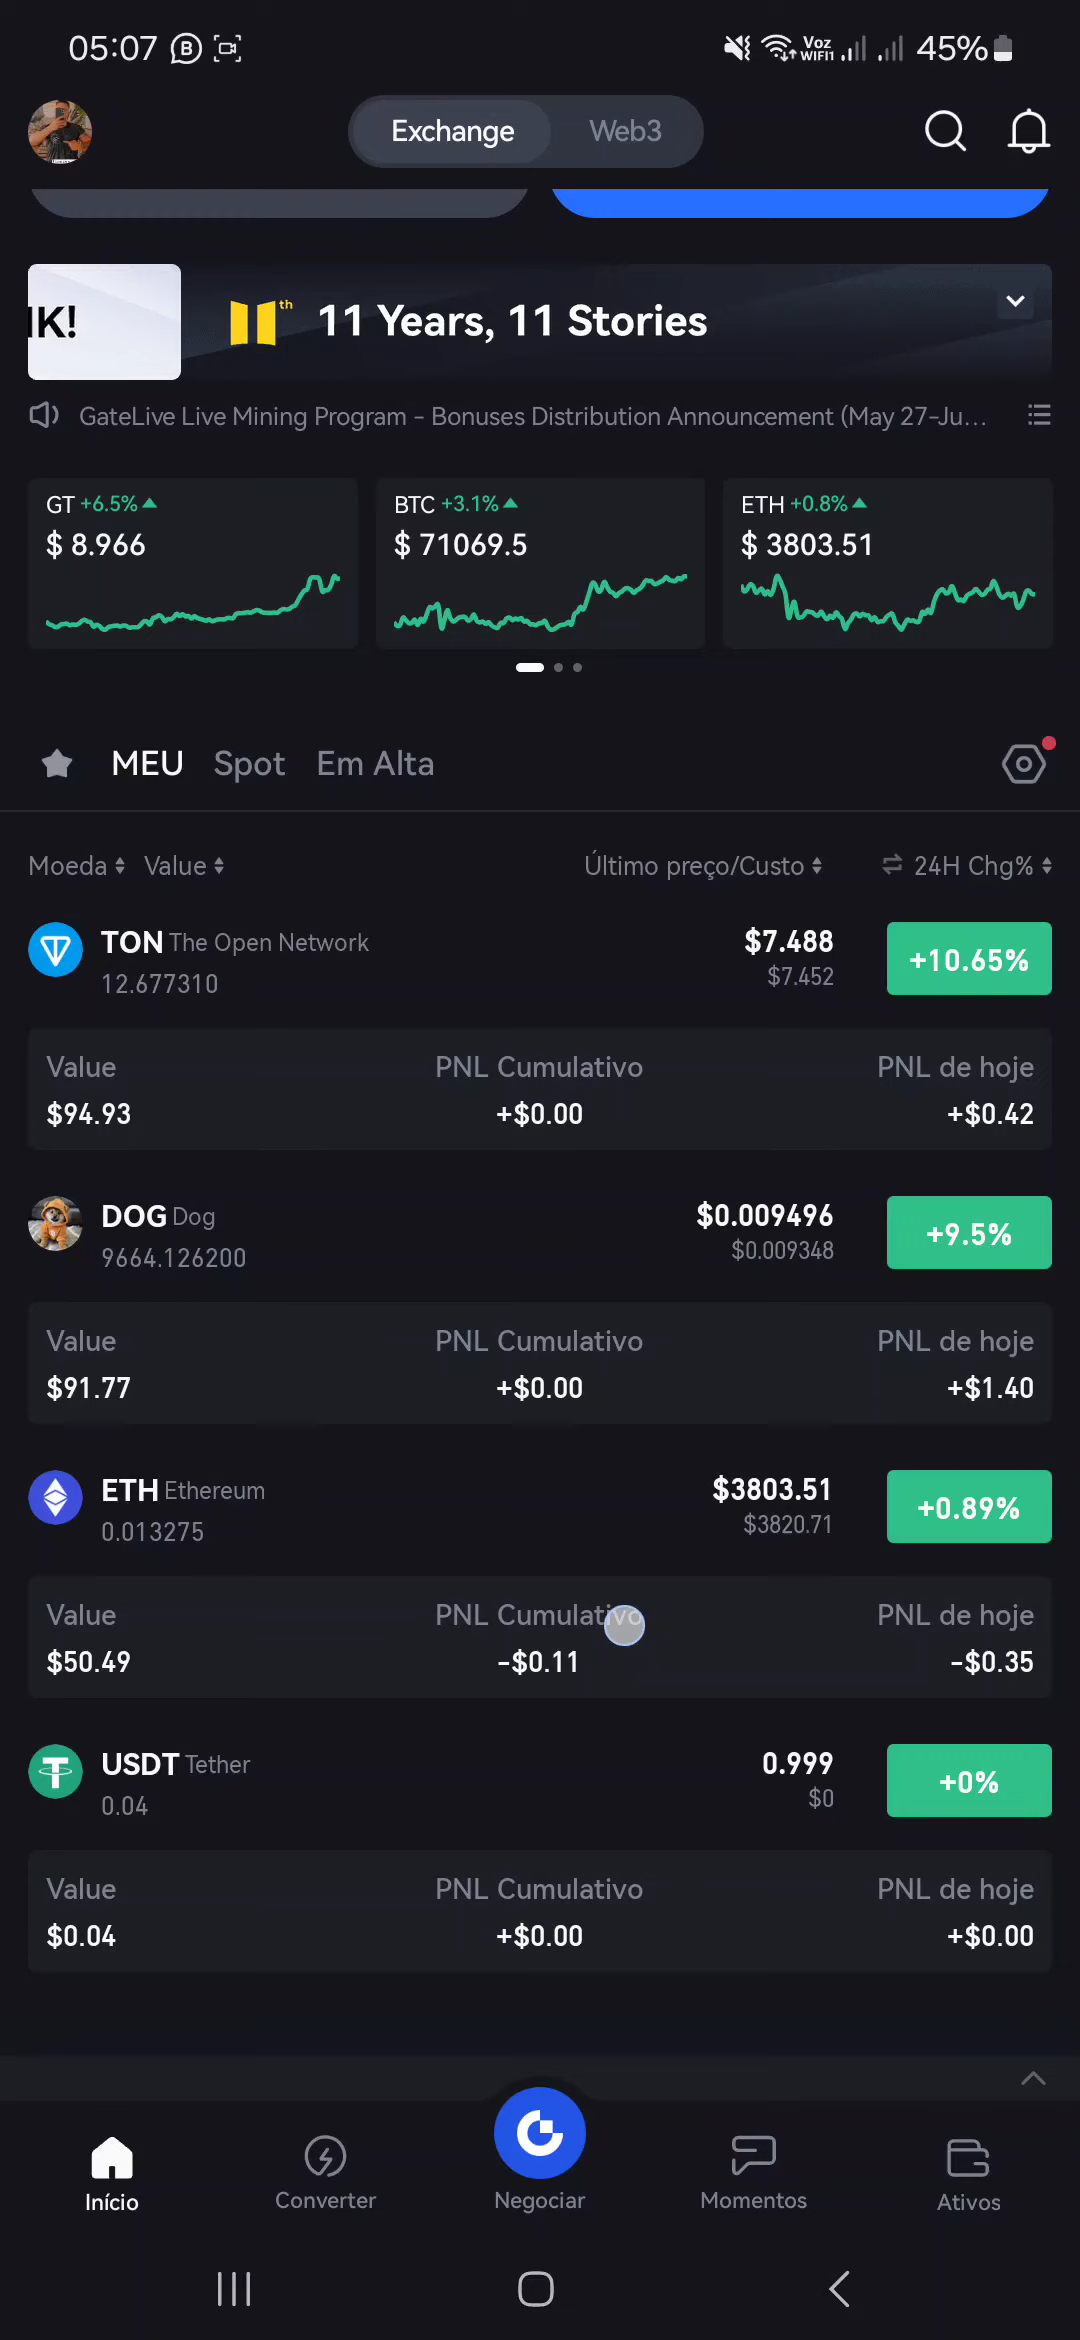 05:07 B Voz WIFI1 45%
Exchange Web3
IK! 11th 11 Years, 11 Stories
GateLive Live Mining Program - Bonuses Distribution Announcement (May 27-Ju...
GT +6.5% BTC +3.1% ETH +0.8%
$ 8.966 $ 71069.5 $ 3803.51
MEU Spot Em Alta
Moeda Value Último preço/Custo 24H Chg%
TON The Open Network $7.488 +10.65%
12.677310 $7.452
Value PNL Cumulativo PNL de hoje
$94.93 +$0.00 +$0.42
DOG Dog $0.009496 +9.5%
9664.126200 $0.009348
Value PNL Cumulativo PNL de hoje
$91.77 +$0.00 +$1.40
ETH Ethereum $3803.51 +0.89%
0.013275 $3820.71
Value PNL Cumulativo PNL de hoje
$50.49 -$0.11 -$0.35
USDT Tether 0.999 +0%
0.04 $0
Value PNL Cumulativo PNL de hoje
$0.04 +$0.00 +$0.00
Início Converter Negociar Momentos Ativos